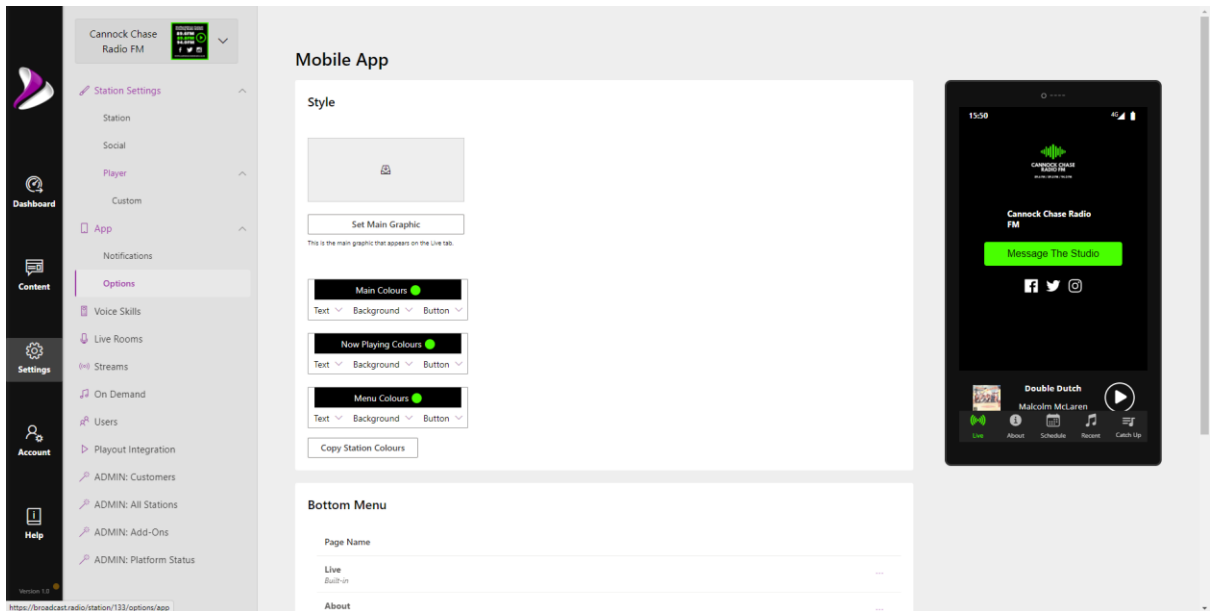 Cannock Chase
Radio FM
Station Settings
Station
Social
Player
Custom
App
Notifications
Options
Voice Skills
Live Rooms
Streams
On Demand
Users
Playout Integration
ADMIN: Customers
ADMIN: All Stations
ADMIN: Add-Ons
ADMIN: Platform Status
Dashboard
Content
Settings
Account
Help
Version 1.0
https://broadcast.radio/station/133/options/app
Mobile App
Style
Set Main Graphic
This is the main graphic that appears on the Live tab.
Main Colours
Text Background Button
Now Playing Colours
Text Background Button
Menu Colours
Text Background Button
Copy Station Colours
Bottom Menu
Page Name
Live
Built-in
...
About
...
15:50 4G
CANNOCK CHASE
RADIO FM
Cannock Chase Radio
FM
Message The Studio
Double Dutch
Malcolm McLaren
Live About Schedule Recent Catch Up